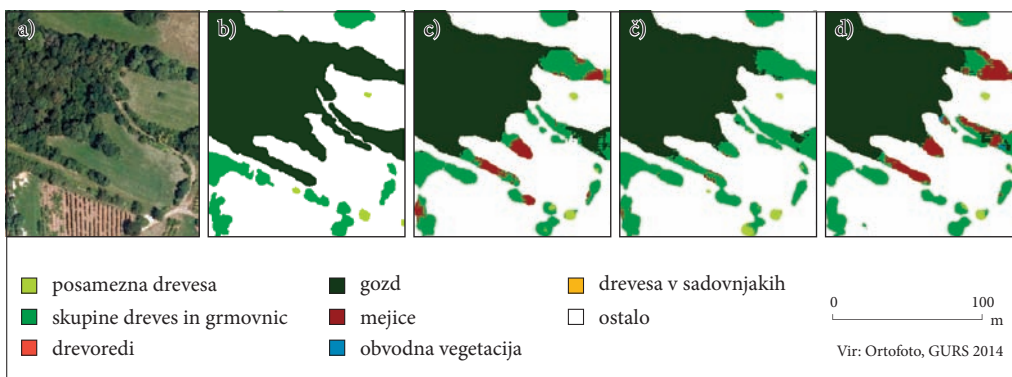 a) b) c) č) d)
posamezna drevesa gozd drevesa v sadovnjakih
skupine dreves in grmovnic mejice ostalo
drevoredi obvodna vegetacija
0 100
m
Vir: Ortofoto, GURS 2014